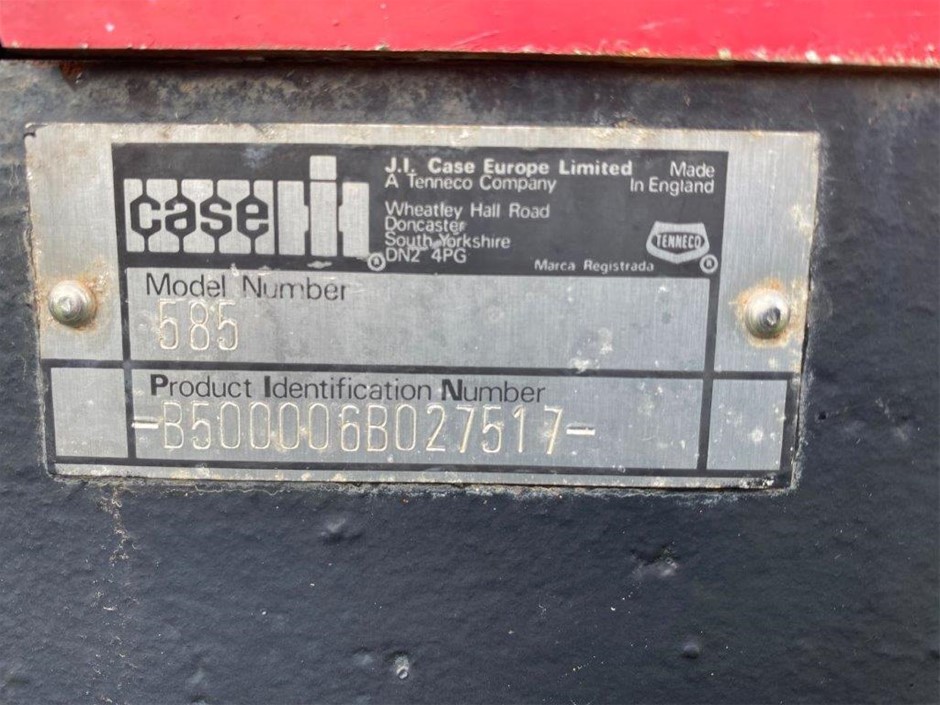 case IH ®
J.I. Case Europe Limited
A Tenneco Company
Made
In England
Wheatley Hall Road
Doncaster
South Yorkshire
DN2 4PG
TENNECO ®
Marca Registrada
Model Number
585
Product Identification Number
-B500006B027517-